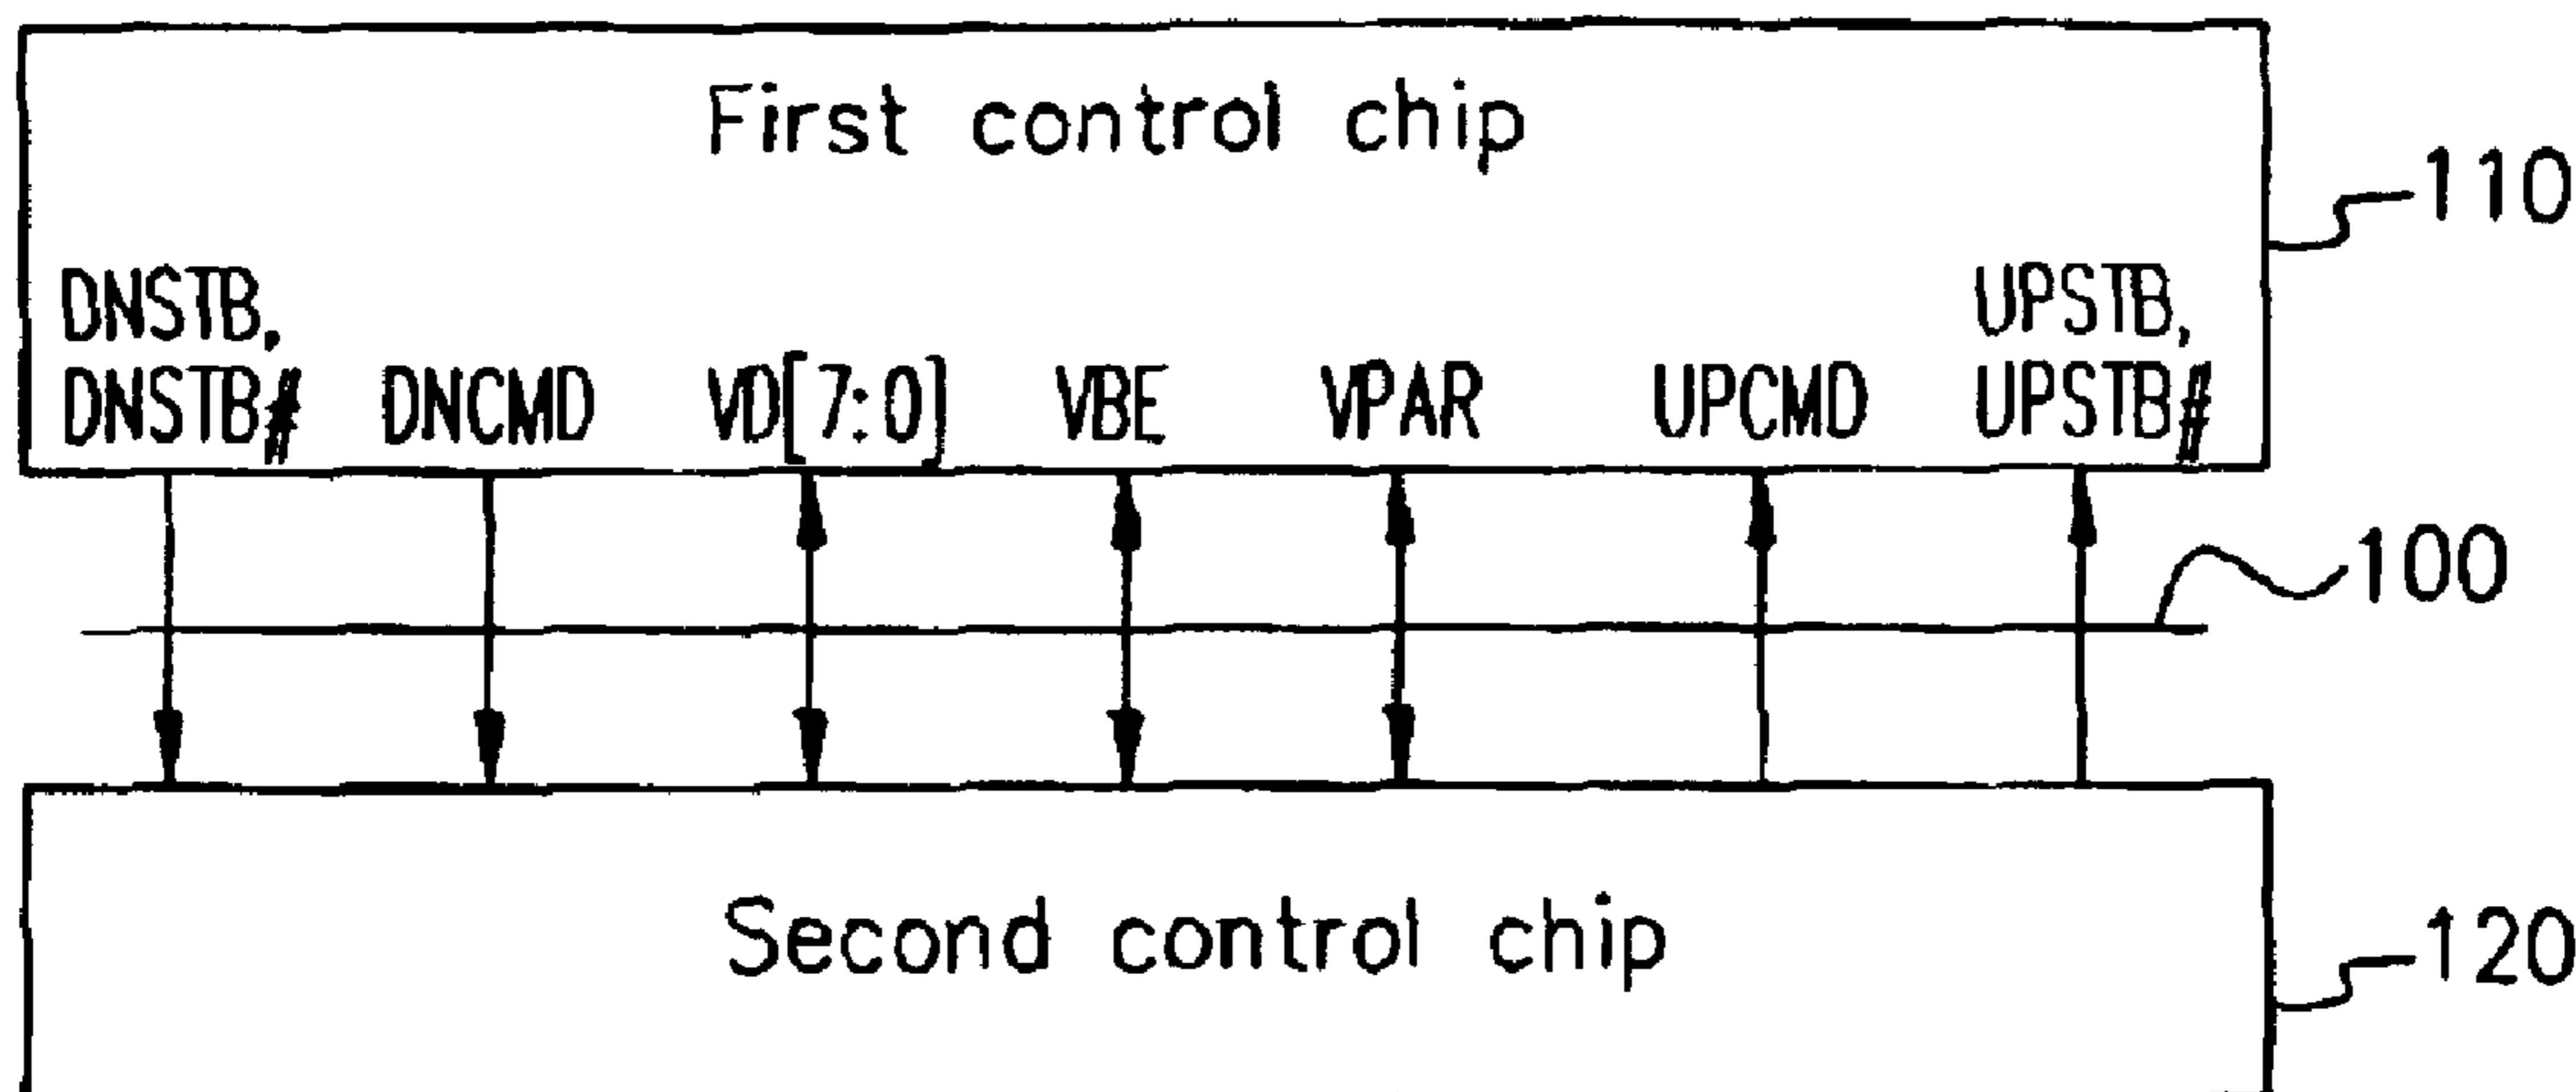 First control chip
110
DNSTB,
DNSTB#
DNCMD
VD[7:0]
VBE
VPAR
UPCMD
UPSTB,
UPSTB#
100
Second control chip
120